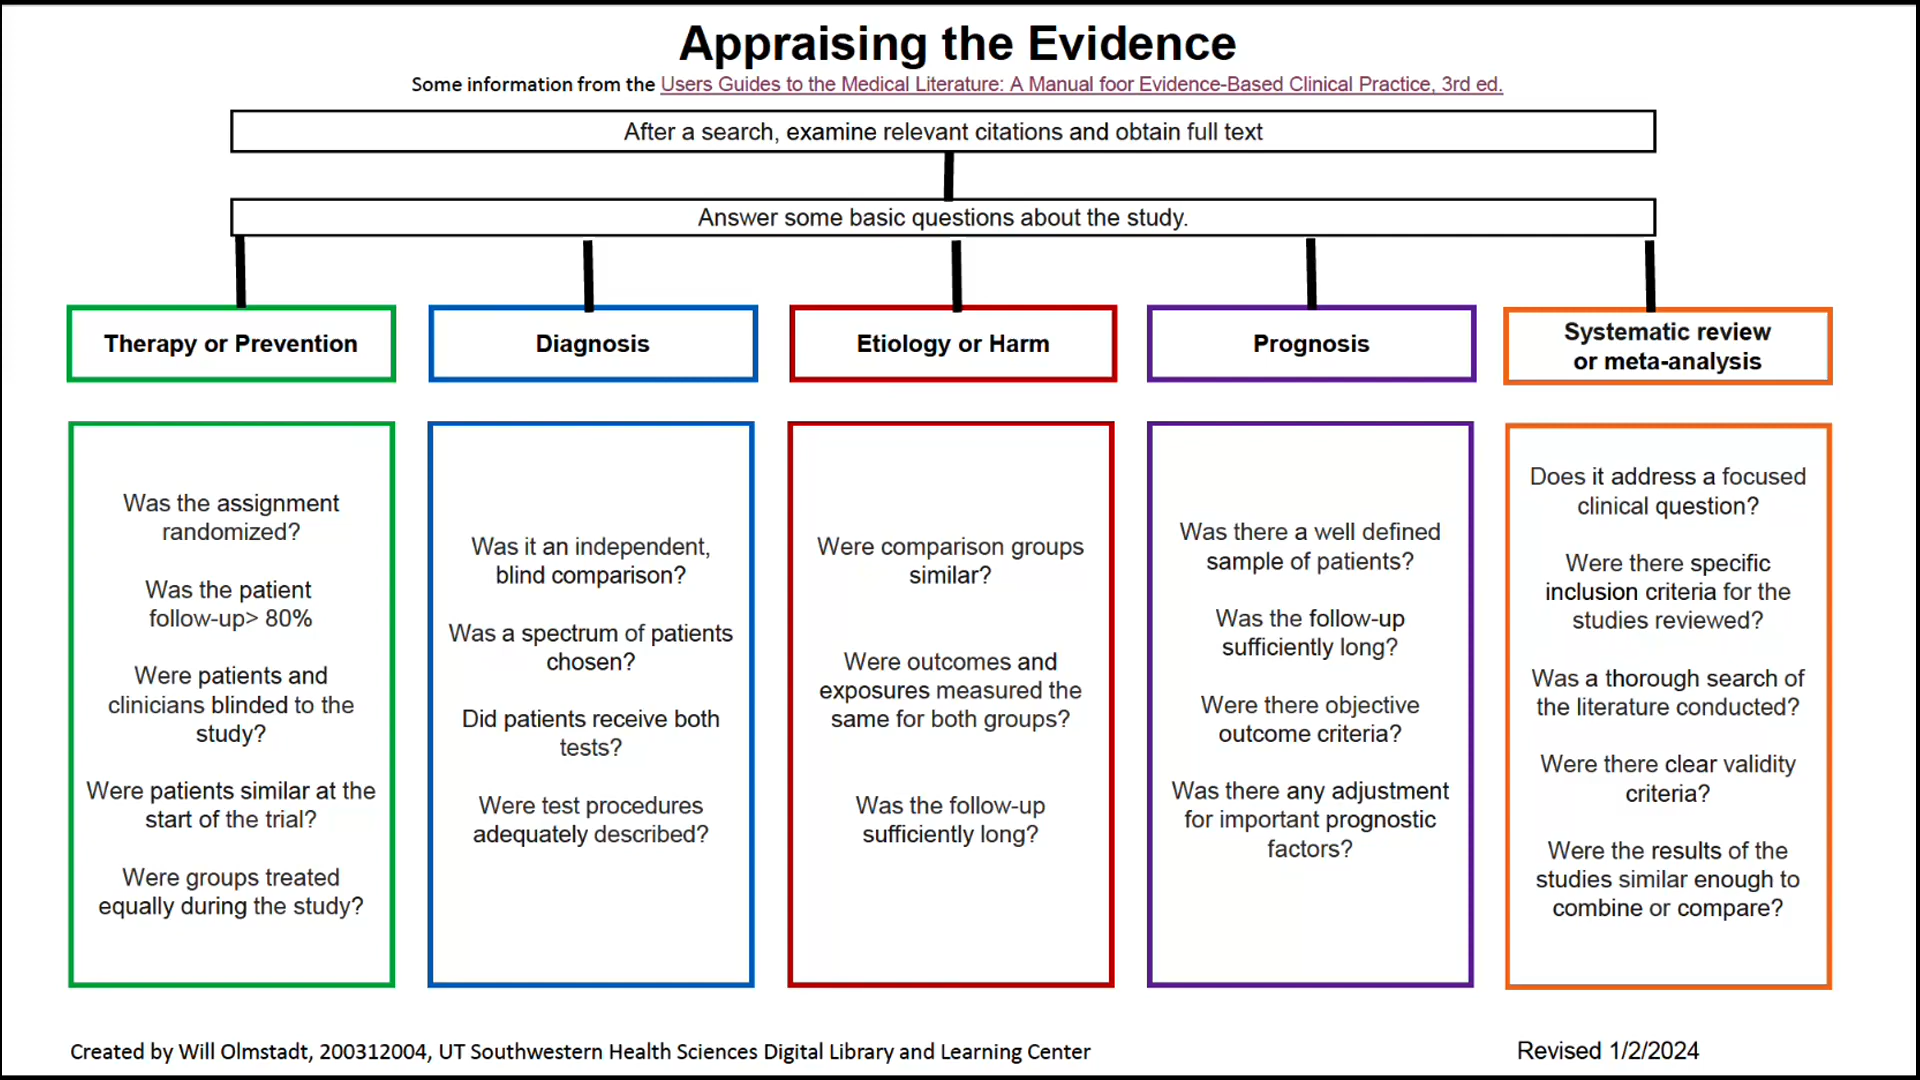 Appraising the Evidence
Some information from the Users Guides to the Medical Literature: A Manual foor Evidence-Based Clinical Practice, 3rd ed.
After a search, examine relevant citations and obtain full text
Answer some basic questions about the study.
Therapy or Prevention
Was the assignment
randomized?
Was the patient
follow-up> 80%
Were patients and
clinicians blinded to the
study?
Were patients similar at the
start of the trial?
Were groups treated
equally during the study?
Diagnosis
Was it an independent,
blind comparison?
Was a spectrum of patients
chosen?
Did patients receive both
tests?
Were test procedures
adequately described?
Etiology or Harm
Were comparison groups
similar?
Were outcomes and
exposures measured the
same for both groups?
Was the follow-up
sufficiently long?
Prognosis
Was there a well defined
sample of patients?
Was the follow-up
sufficiently long?
Were there objective
outcome criteria?
Was there any adjustment
for important prognostic
factors?
Systematic review
or meta-analysis
Does it address a focused
clinical question?
Were there specific
inclusion criteria for the
studies reviewed?
Was a thorough search of
the literature conducted?
Were there clear validity
criteria?
Were the results of the
studies similar enough to
combine or compare?
Created by Will Olmstadt, 200312004, UT Southwestern Health Sciences Digital Library and Learning Center
Revised 1/2/2024